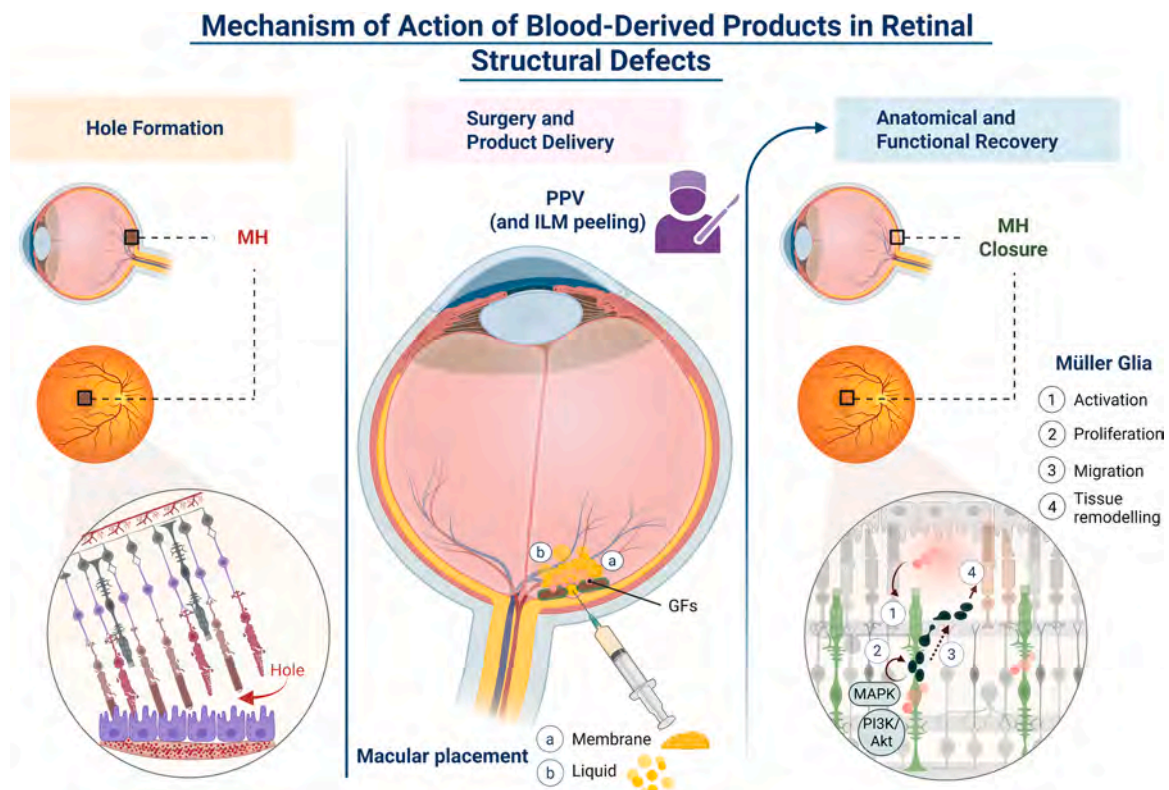 Mechanism of Action of Blood-Derived Products in Retinal
Structural Defects
Hole Formation
MH
Hole
Surgery and
Product Delivery
PPV
(and ILM peeling)
b
a
GFs
Macular placement
a Membrane
b Liquid
Anatomical and
Functional Recovery
MH
Closure
Müller Glia
1 Activation
2 Proliferation
3 Migration
4 Tissue
remodelling
4
1
2
3
MAPK
PI3K/
Akt